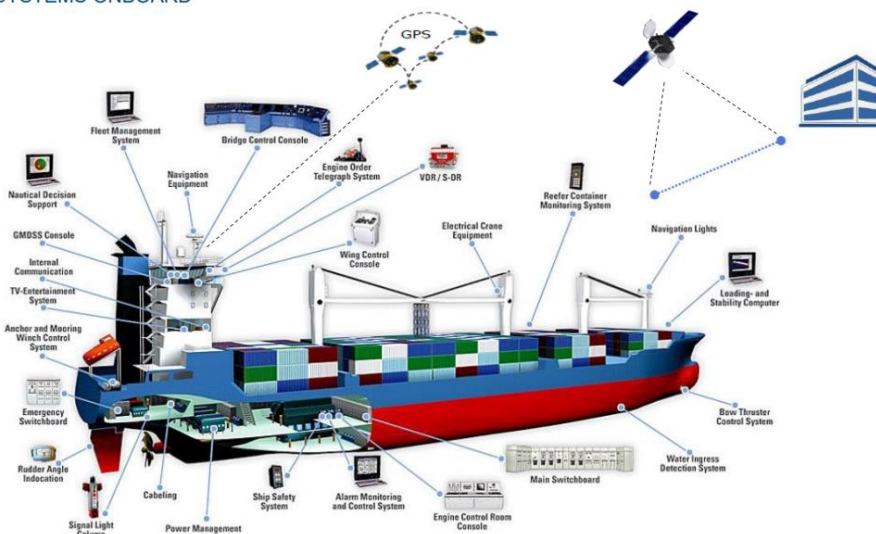 SYSTEMS ONBOARD
GPS
Fleet Management
System
Bridge Control Console
Nautical Decision
Support
Navigation
Equipment
Engine Order
Telegraph System
VDR / S-DR
Reefer Container
Monitoring System
GMDSS Console
Internal
Communication
TV-Entertainment
System
Wing Control
Console
Electrical Crane
Equipment
Navigation Lights
Loading- and
Stability Computer
Anchor and Mooring
Winch Control
System
Emergency
Switchboard
Bow Thruster
Control System
Rudder Angle
Indocation
Water Ingress
Detection System
Main Switchboard
Cabeling
Ship Safety
System
Alarm Monitoring
and Control System
Engine Control Room
Console
Signal Light
Power Management